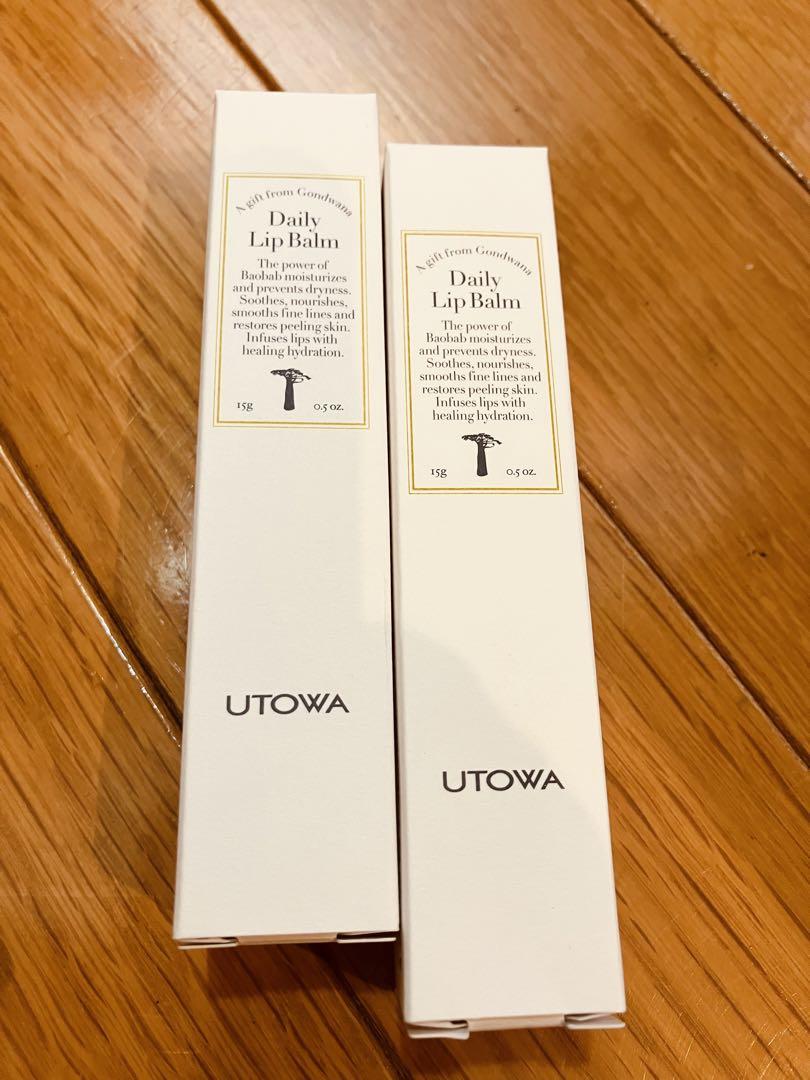 A gift from Gondwana
Daily
Lip Balm
The power of
Baobab moisturizes
and prevents dryness.
Soothes, nourishes,
smooths fine lines and
restores peeling skin.
Infuses lips with
healing hydration.
15g 0.5 oz.
UTOWA
A gift from Gondwana
Daily
Lip Balm
The power of
Baobab moisturizes
and prevents dryness.
Soothes, nourishes,
smooths fine lines and
restores peeling skin.
Infuses lips with
healing hydration.
15g 0.5 oz.
UTOWA